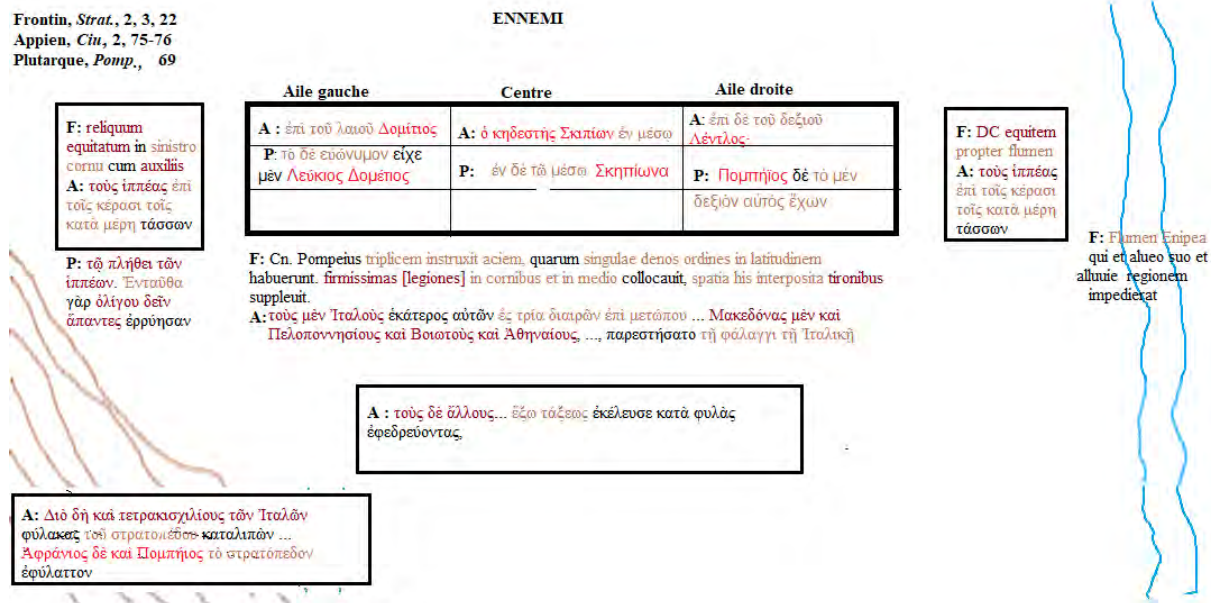 Frontin, Strat., 2, 3, 22
Appien, Ciu, 2, 75-76
Plutarque, Pomp., 69
ENNEMI
Aile gauche
Centre
Aile droite
F: reliquum
equitatum in sinistro
cornu cum auxiliis
A: τοὺς ἱππέας ἐπὶ
τοῖς κέρασι τοῖς
κατὰ μέρη τάσσων
P: τῷ πλήθει τῶν
ἱππέων. Ἐνταῦθα
γὰρ ὀλίγου δεῖν
ἅπαντες ἐρρύησαν
A : ἐπὶ τοῦ λαιοῦ Δομίτιος
A: ὁ κηδεστὴς Σκιπίων ἐν μέσω
A: ἐπὶ δὲ τοῦ δεξιοῦ
Λέντλος·
P: τὸ δὲ εὐώνυμον εἶχε
μὲν Λεύκιος Δομέτιος
P: ἐν δὲ τῶ μέσω Σκηπίωνα
P: Πομπήϊος δὲ τὸ μὲν
δεξιὸν αὐτὸς ἔχων
F: DC equitem
propter flumen
A: τοὺς ἱππέας
ἐπὶ τοῖς κέρασι
τοῖς κατὰ μέρη
τάσσων
F: Flumen Enipea
qui et alueo suo et
alluuie regionem
impedierat
F: Cn. Pompeius triplicem instruxit aciem, quarum singulae denos ordines in latitudinem
habuerunt. firmissimas [legiones] in cornibus et in medio collocauit, spatia his interposita tironibus
suppleuit.
A: τοὺς μὲν Ἰταλοὺς ἑκάτερος αὐτῶν ἐς τρία διαιρῶν ἐπὶ μετώπου ... Μακεδόνας μὲν καὶ
Πελοποννησίους καὶ Βοιωτοὺς καὶ Ἀθηναίους, ..., παρεστήσατο τῇ φάλαγγι τῇ Ἰταλικῇ
A : τοὺς δὲ ἄλλους... ἔξω τάξεως ἐκέλευσε κατὰ φυλὰς
ἐφεδρεύοντας,
A: Διὸ δὴ καὶ τετρακισχιλίους τῶν Ἰταλῶν
φύλακας τοῦ στρατοπέδου καταλιπὼν ...
Ἀφράνιος δὲ καὶ Πομπήιος τὸ στρατόπεδον
ἐφύλαττον